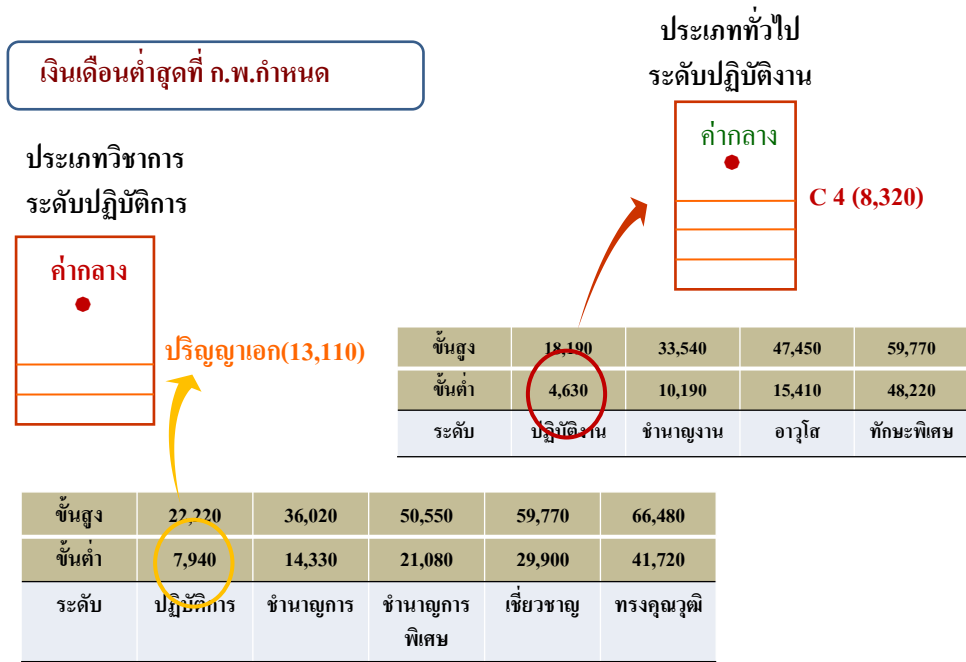 เงินเดือนต่ำสุดที่ ก.พ.กำหนด
ประเภททั่วไป
ระดับปฏิบัติงาน
ค่ากลาง
C 4 (8,320)
ประเภทวิชาการ
ระดับปฏิบัติการ
ค่ากลาง
ปริญญาเอก(13,110)
ขั้นสูง 18,190 33,540 47,450 59,770
ขั้นต่ำ 4,630 10,190 15,410 48,220
ระดับ ปฏิบัติงาน ชำนาญงาน อาวุโส ทักษะพิเศษ
ขั้นสูง 22,220 36,020 50,550 59,770 66,480
ขั้นต่ำ 7,940 14,330 21,080 29,900 41,720
ระดับ ปฏิบัติการ ชำนาญการ ชำนาญการ เชี่ยวชาญ ทรงคุณวุฒิ
พิเศษ